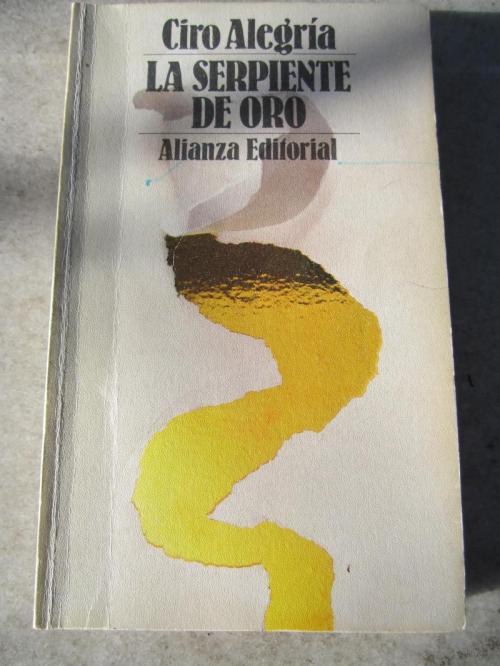 Ciro Alegría
LA SERPIENTE
DE ORO
Alianza Editorial